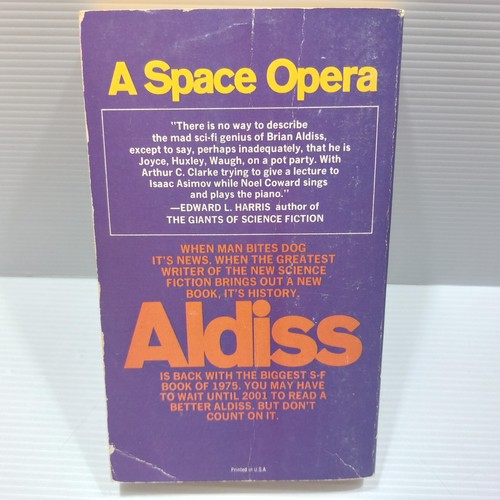 A Space Opera
"There is no way to describe
the mad sci-fi genius of Brian Aldiss,
except to say, perhaps inadequately, that he is
Joyce, Huxley, Waugh, on a pot party. With
Arthur C. Clarke trying to give a lecture to
Isaac Asimov while Noel Coward sings
and plays the piano."
—EDWARD L. HARRIS author of
THE GIANTS OF SCIENCE FICTION
WHEN MAN BITES DOG
IT'S NEWS. WHEN THE GREATEST
WRITER OF THE NEW SCIENCE
FICTION BRINGS OUT A NEW
BOOK, IT'S HISTORY.
Aldiss
IS BACK WITH THE BIGGEST S-F
BOOK OF 1975. YOU MAY HAVE
TO WAIT UNTIL 2001 TO READ A
BETTER ALDISS. BUT DON'T
COUNT ON IT.
Printed in U.S.A.